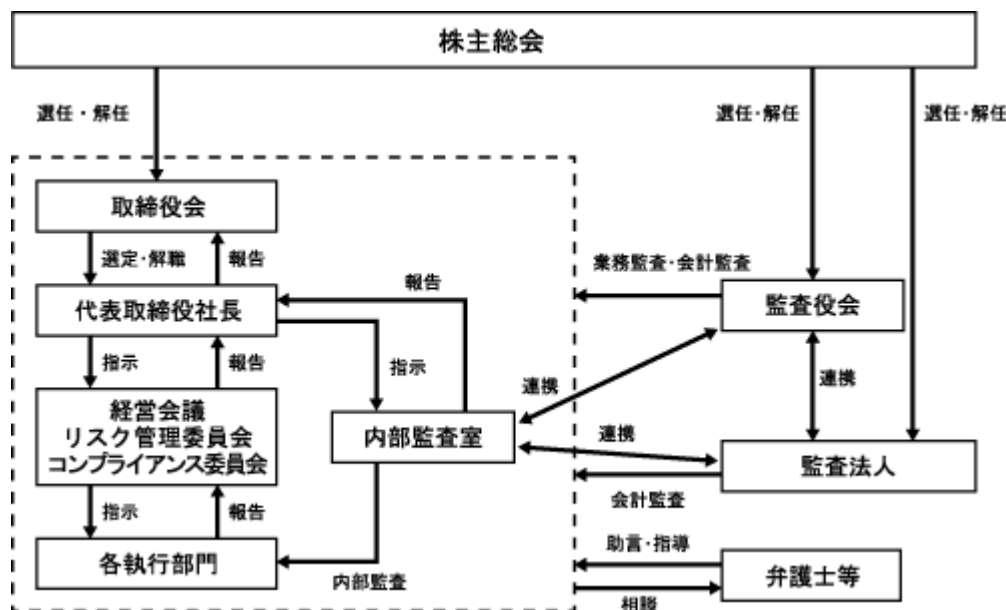 株主総会
選任・解任
選任・解任
選任・解任
取締役会
選定・解職
報告
業務監査・会計監査
報告
代表取締役社長
監査役会
指示
報告
指示
連携
連携
経営会議
リスク管理委員会
コンプライアンス委員会
内部監査室
連携
監査法人
指示
報告
会計監査
各執行部門
内部監査
助言・指導
弁護士等
相談